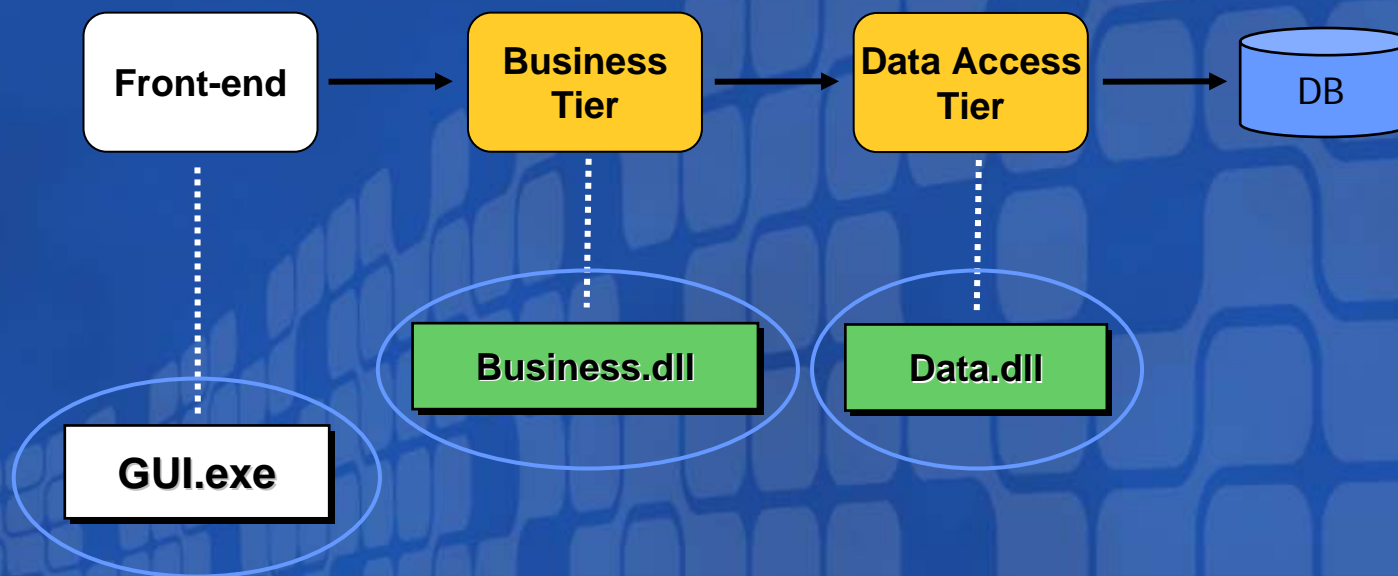 Front-end
Business
Tier
Data Access
Tier
DB
Business.dll
Data.dll
GUI.exe